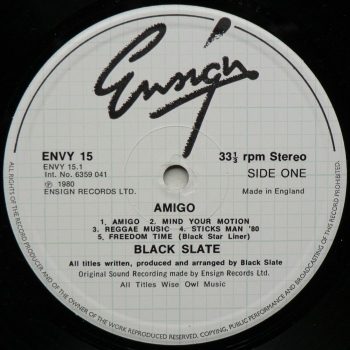 Ensign
ENVY 15
ENVY 15.1
Int. No. 6359 041
℗ 1980
ENSIGN RECORDS LTD.
33⅓ rpm Stereo
SIDE ONE
Made in England
AMIGO
1. AMIGO 2. MIND YOUR MOTION
3. REGGAE MUSIC 4. STICKS MAN '80
5. FREEDOM TIME (Black Star Liner)
BLACK SLATE
All titles written, produced and arranged by Black Slate
Original Sound Recording made by Ensign Records Ltd.
All Titles Wise Owl Music
ALL RIGHTS OF THE RECORD PRODUCER AND OF THE OWNER OF THE WORK REPRODUCED RESERVED. COPYING, PUBLIC PERFORMANCE AND BROADCASTING OF THIS RECORD PROHIBITED.